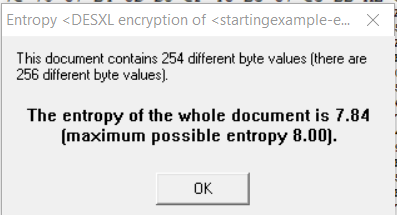 Entropy <DESXL encryption of <startingexample-e...
This document contains 254 different byte values (there are
256 different byte values).
The entropy of the whole document is 7.84
(maximum possible entropy 8.00).
OK